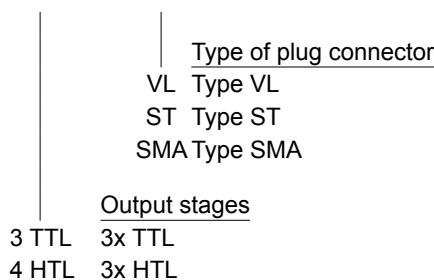 Type of plug connector
VL Type VL
ST Type ST
SMA Type SMA
Output stages
3 TTL 3x TTL
4 HTL 3x HTL